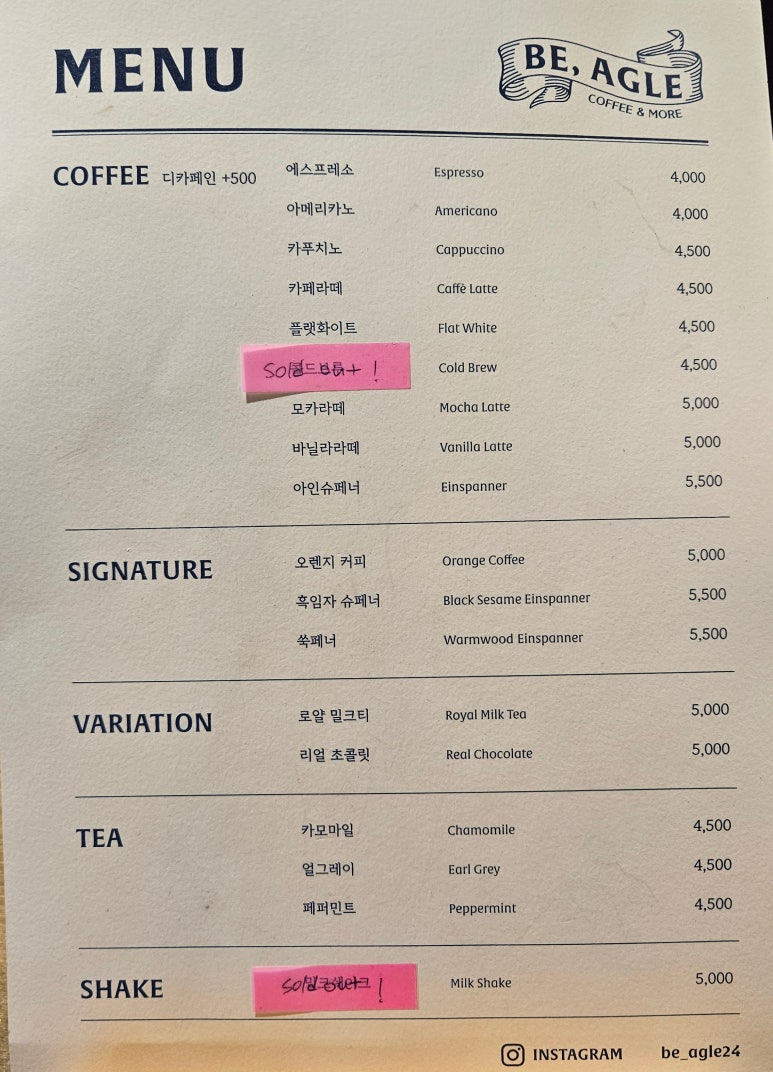 MENU
BE, AGLE
COFFEE & MORE
COFFEE 디카페인 +500
에스프레소 Espresso 4,000
아메리카노 Americano 4,000
카푸치노 Cappuccino 4,500
카페라떼 Caffè Latte 4,500
플랫화이트 Flat White 4,500
Sold out! Cold Brew 4,500
모카라떼 Mocha Latte 5,000
바닐라라떼 Vanilla Latte 5,000
아인슈페너 Einspanner 5,500
SIGNATURE
오렌지 커피 Orange Coffee 5,000
흑임자 슈페너 Black Sesame Einspanner 5,500
쑥페너 Warmwood Einspanner 5,500
VARIATION
로얄 밀크티 Royal Milk Tea 5,000
리얼 초콜릿 Real Chocolate 5,000
TEA
카모마일 Chamomile 4,500
얼그레이 Earl Grey 4,500
페퍼민트 Peppermint 4,500
SHAKE
Sold out! Milk Shake 5,000
INSTAGRAM be_agle24